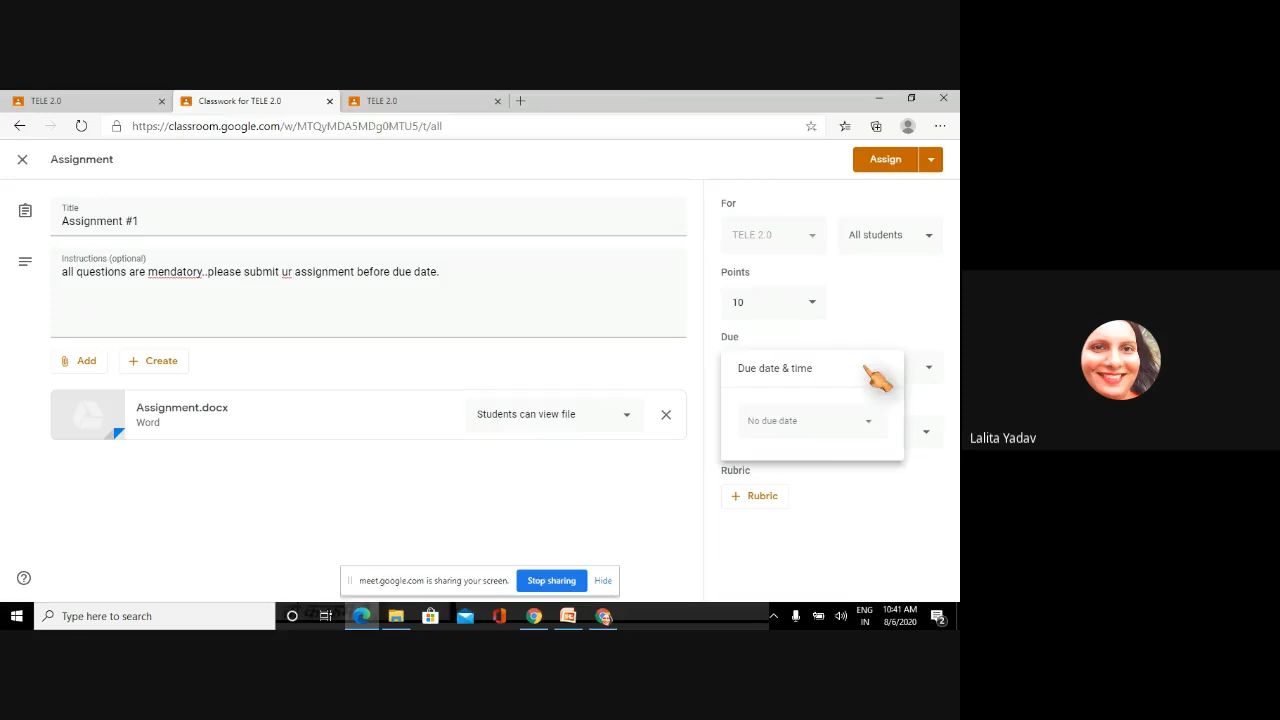 TELE 2.0
Classwork for TELE 2.0
TELE 2.0
https://classroom.google.com/w/MTQyMDA5MDg0MTU5/t/all
Assignment
Assign
Title
Assignment #1
Instructions (optional)
all questions are mendatory..please submit ur assignment before due date.
Add
Create
Assignment.docx
Word
Students can view file
For
TELE 2.0
All students
Points
10
Due
Due date & time
No due date
Rubric
Rubric
Lalita Yadav
meet.google.com is sharing your screen.
Stop sharing
Hide
Type here to search
ENG
IN
10:41 AM
8/6/2020
2